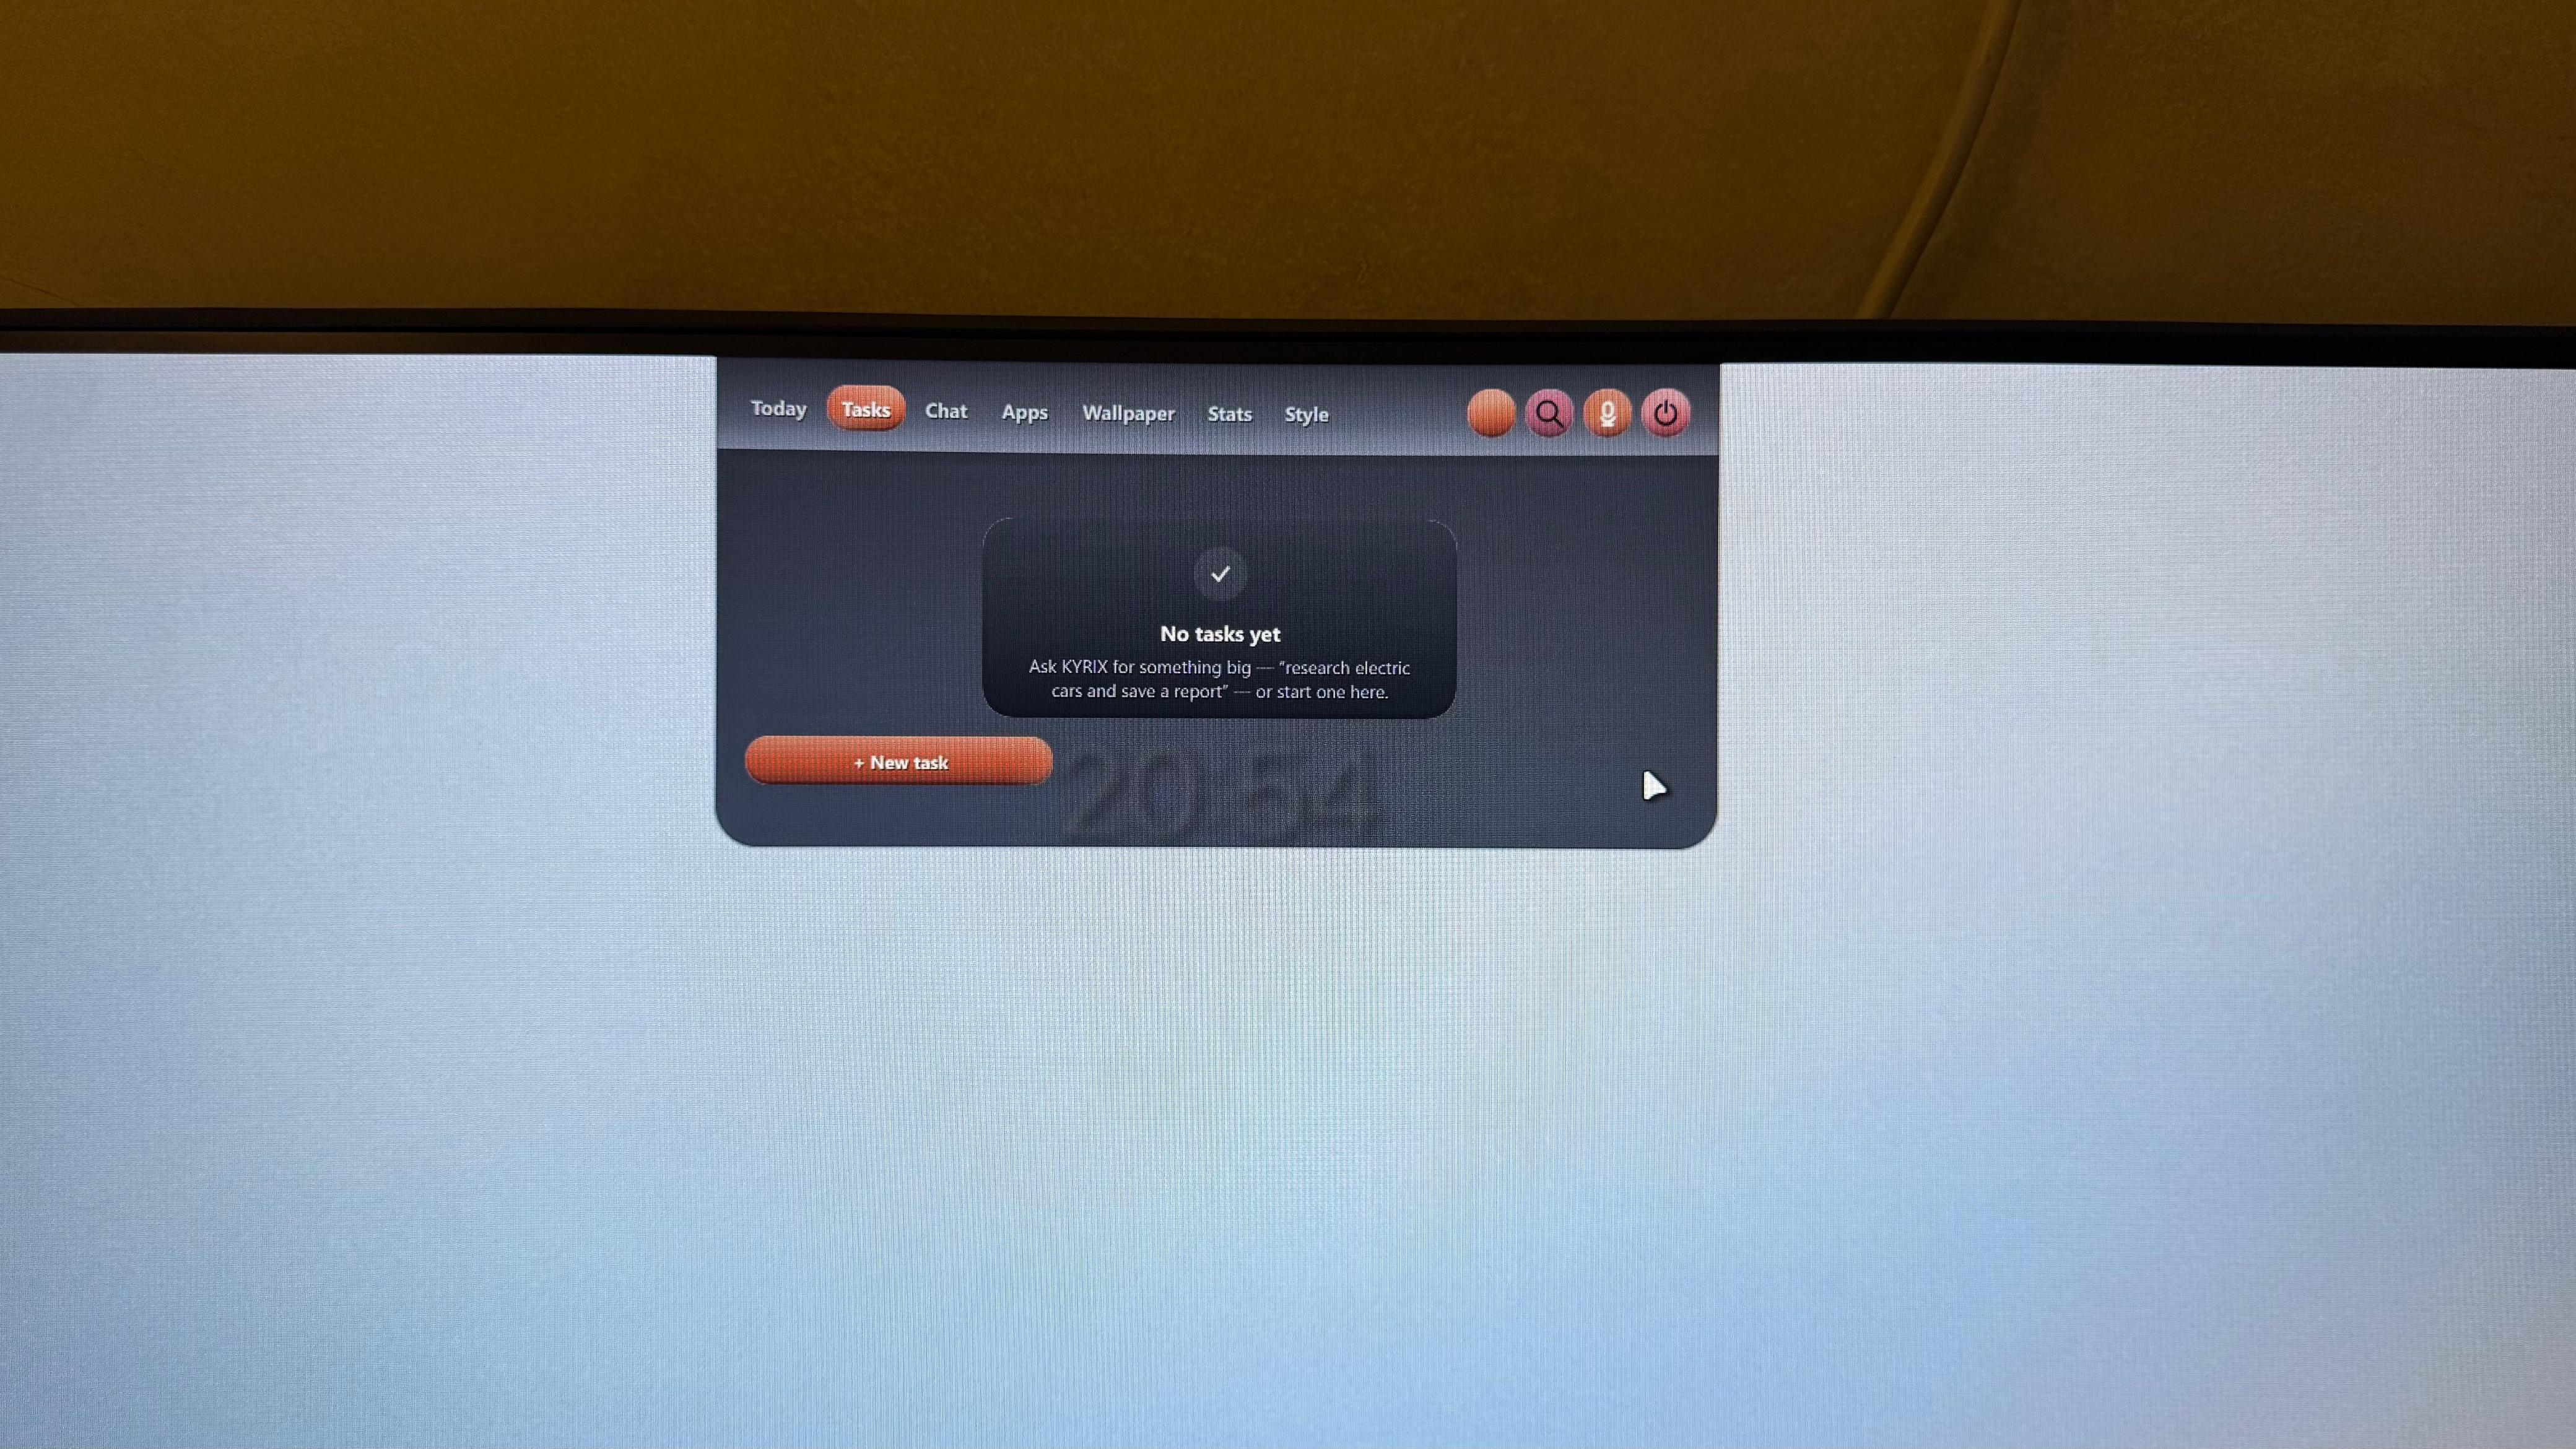 Today Tasks Chat Apps Wallpaper Stats Style
No tasks yet
Ask KYRIX for something big — "research electric
cars and save a report" — or start one here.
+ New task
20:54